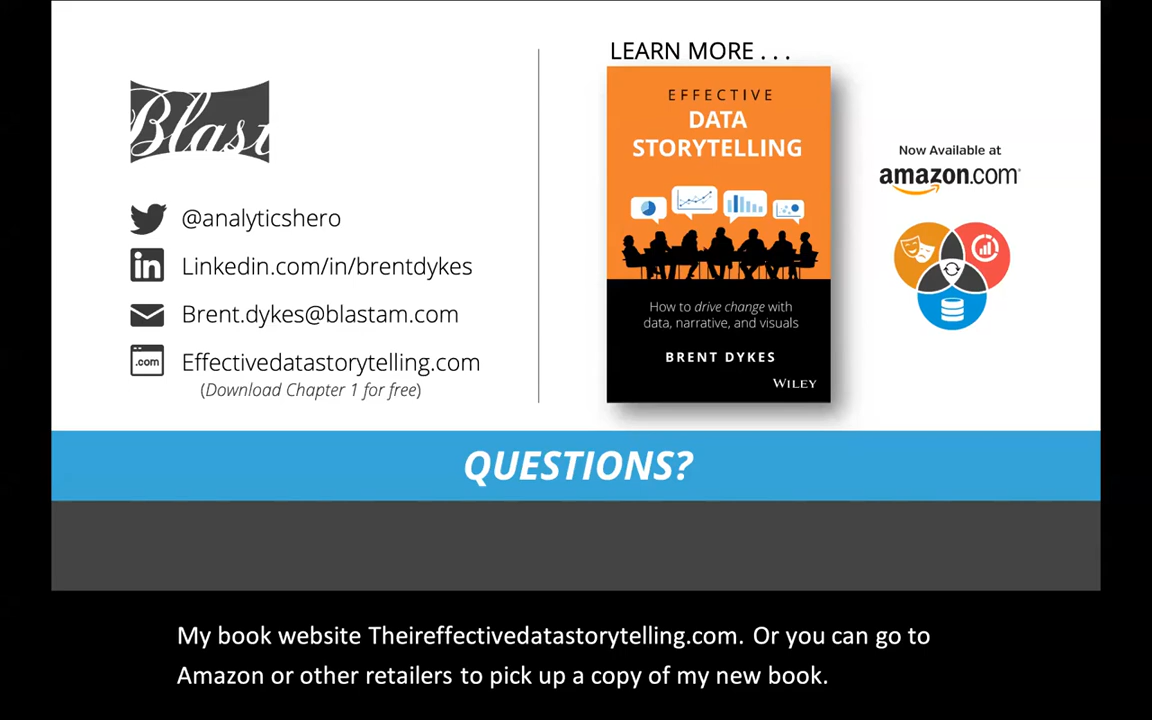 Blast
@analyticshero
Linkedin.com/in/brentdykes
Brent.dykes@blastam.com
.com
Effectivedatastorytelling.com
(Download Chapter 1 for free)
LEARN MORE . . .
EFFECTIVE
DATA
STORYTELLING
How to drive change with
data, narrative, and visuals
BRENT DYKES
WILEY
Now Available at
amazon.com
QUESTIONS?
My book website Theireffectivedatastorytelling.com. Or you can go to
Amazon or other retailers to pick up a copy of my new book.